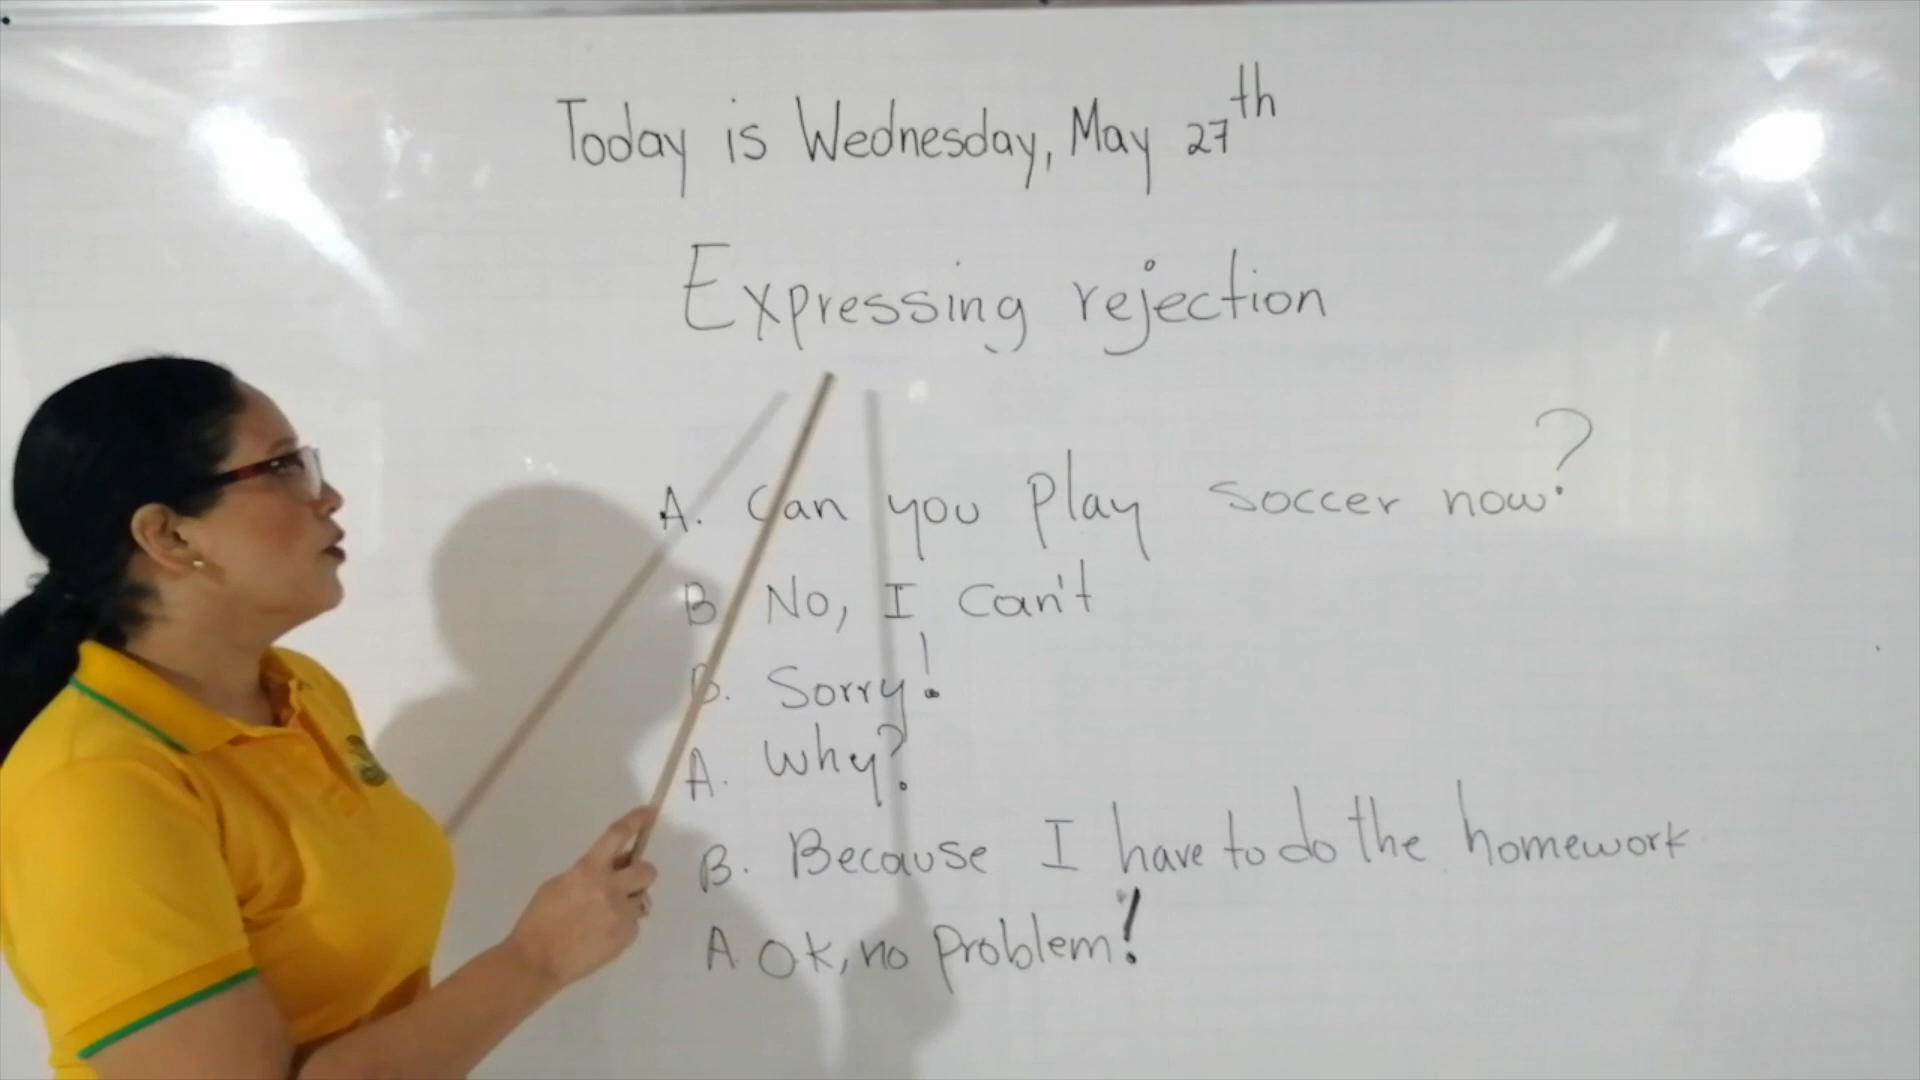 Today is Wednesday, May 27th
Expressing rejection
A. Can you play soccer now?
B No, I can't
B. Sorry!
A. Why?
B. Because I have to do the homework
A. Ok, no problem!